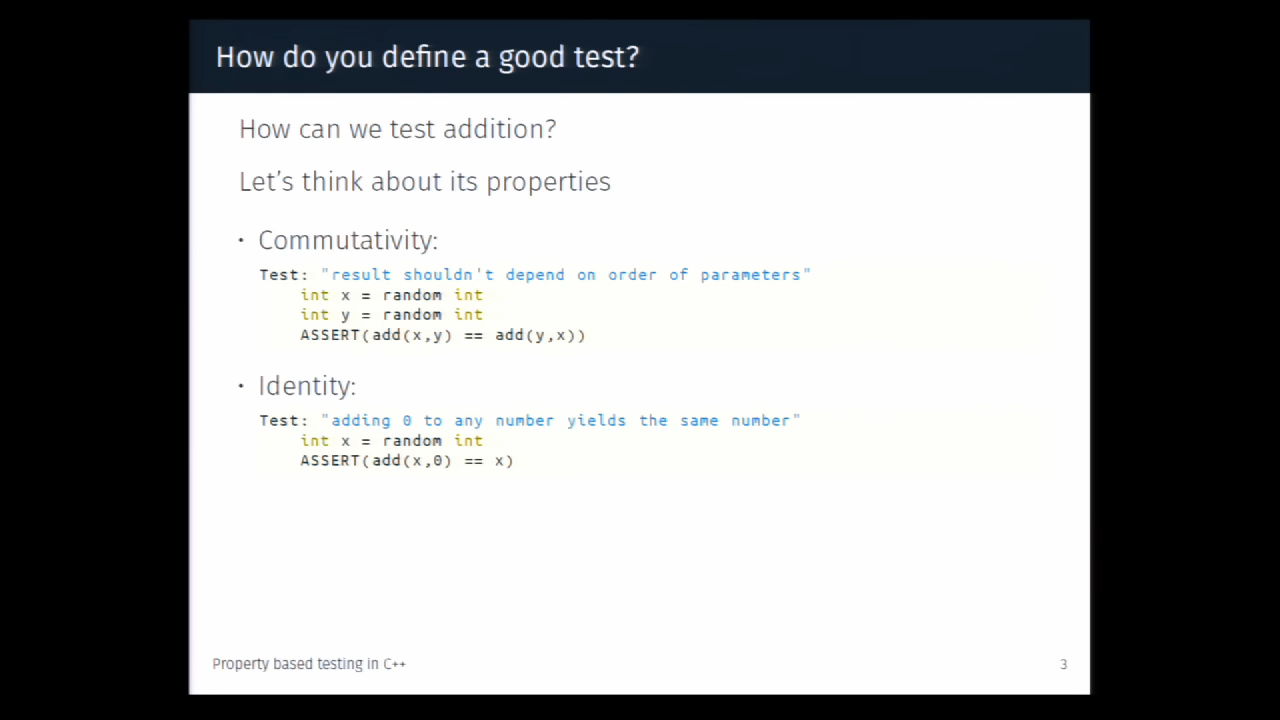 How do you define a good test?
How can we test addition?
Let's think about its properties
• Commutativity:
Test: "result shouldn't depend on order of parameters"
    int x = random int
    int y = random int
    ASSERT(add(x,y) == add(y,x))
• Identity:
Test: "adding 0 to any number yields the same number"
    int x = random int
    ASSERT(add(x,0) == x)
Property based testing in C++
3